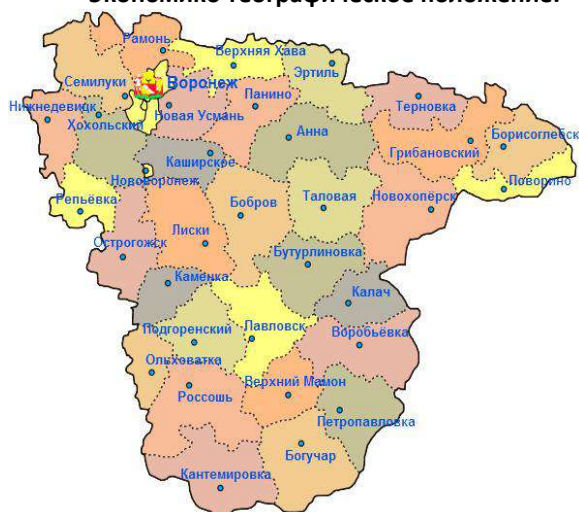 Экономико-географическое положение.
Рамонь
Верхняя Хава
Эртиль
Семилуки
Воронеж
Панино
Терновка
Нижнедевицк
Хохольский
Новая Усмань
Анна
Борисоглебск
Грибановский
Каширское
Нововоронеж
Поворино
Репьёвка
Бобров
Таловая
Новохопёрск
Лиски
Острогожск
Бутурлиновка
Каменка
Калач
Подгоренский
Павловск
Воробьёвка
Ольховатка
Верхний Мамон
Россошь
Петропавловка
Богучар
Кантемировка